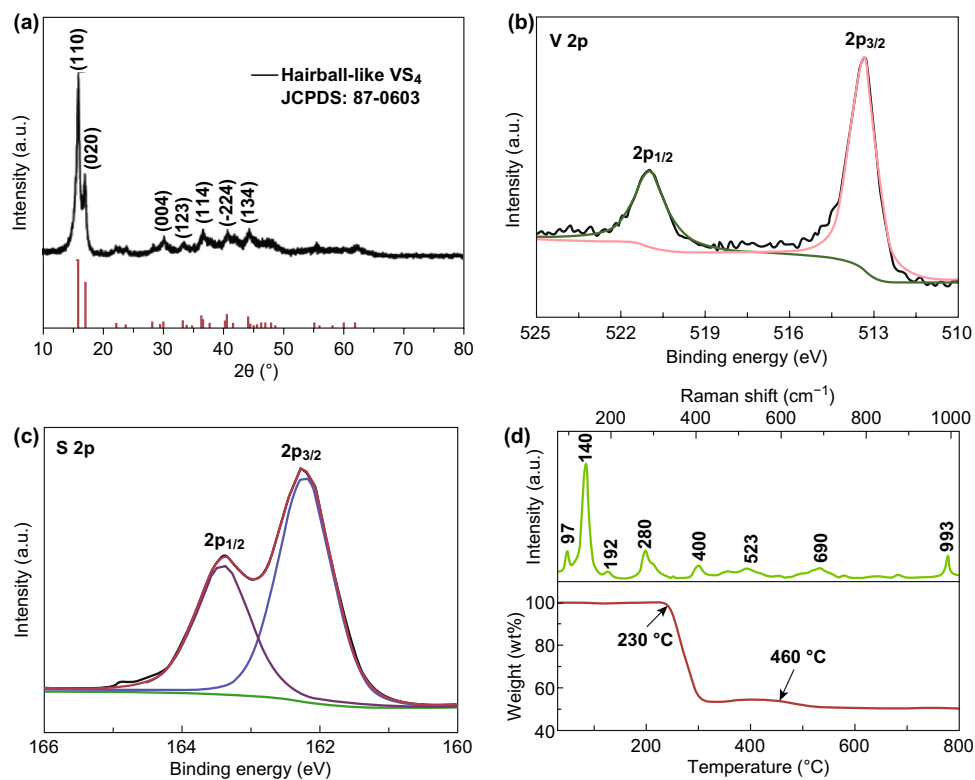 (a)
(110)
(020)
(004)
(123)
(114)
(-224)
(134)
Hairball-like VS₄
JCPDS: 87-0603
Intensity (a.u.)
10 20 30 40 50 60 70 80
2θ (°)
(b)
V 2p
2p₃/₂
2p₁/₂
Intensity (a.u.)
525 522 519 516 513 510
Binding energy (eV)
(c)
S 2p
2p₃/₂
2p₁/₂
Intensity (a.u.)
166 164 162 160
Binding energy (eV)
Raman shift (cm⁻¹)
200 400 600 800 1000
(d)
97
140
192
280
400
523
690
993
Intensity (a.u.)
100
80
60
40
Weight (wt%)
230 °C
460 °C
200 400 600 800
Temperature (°C)